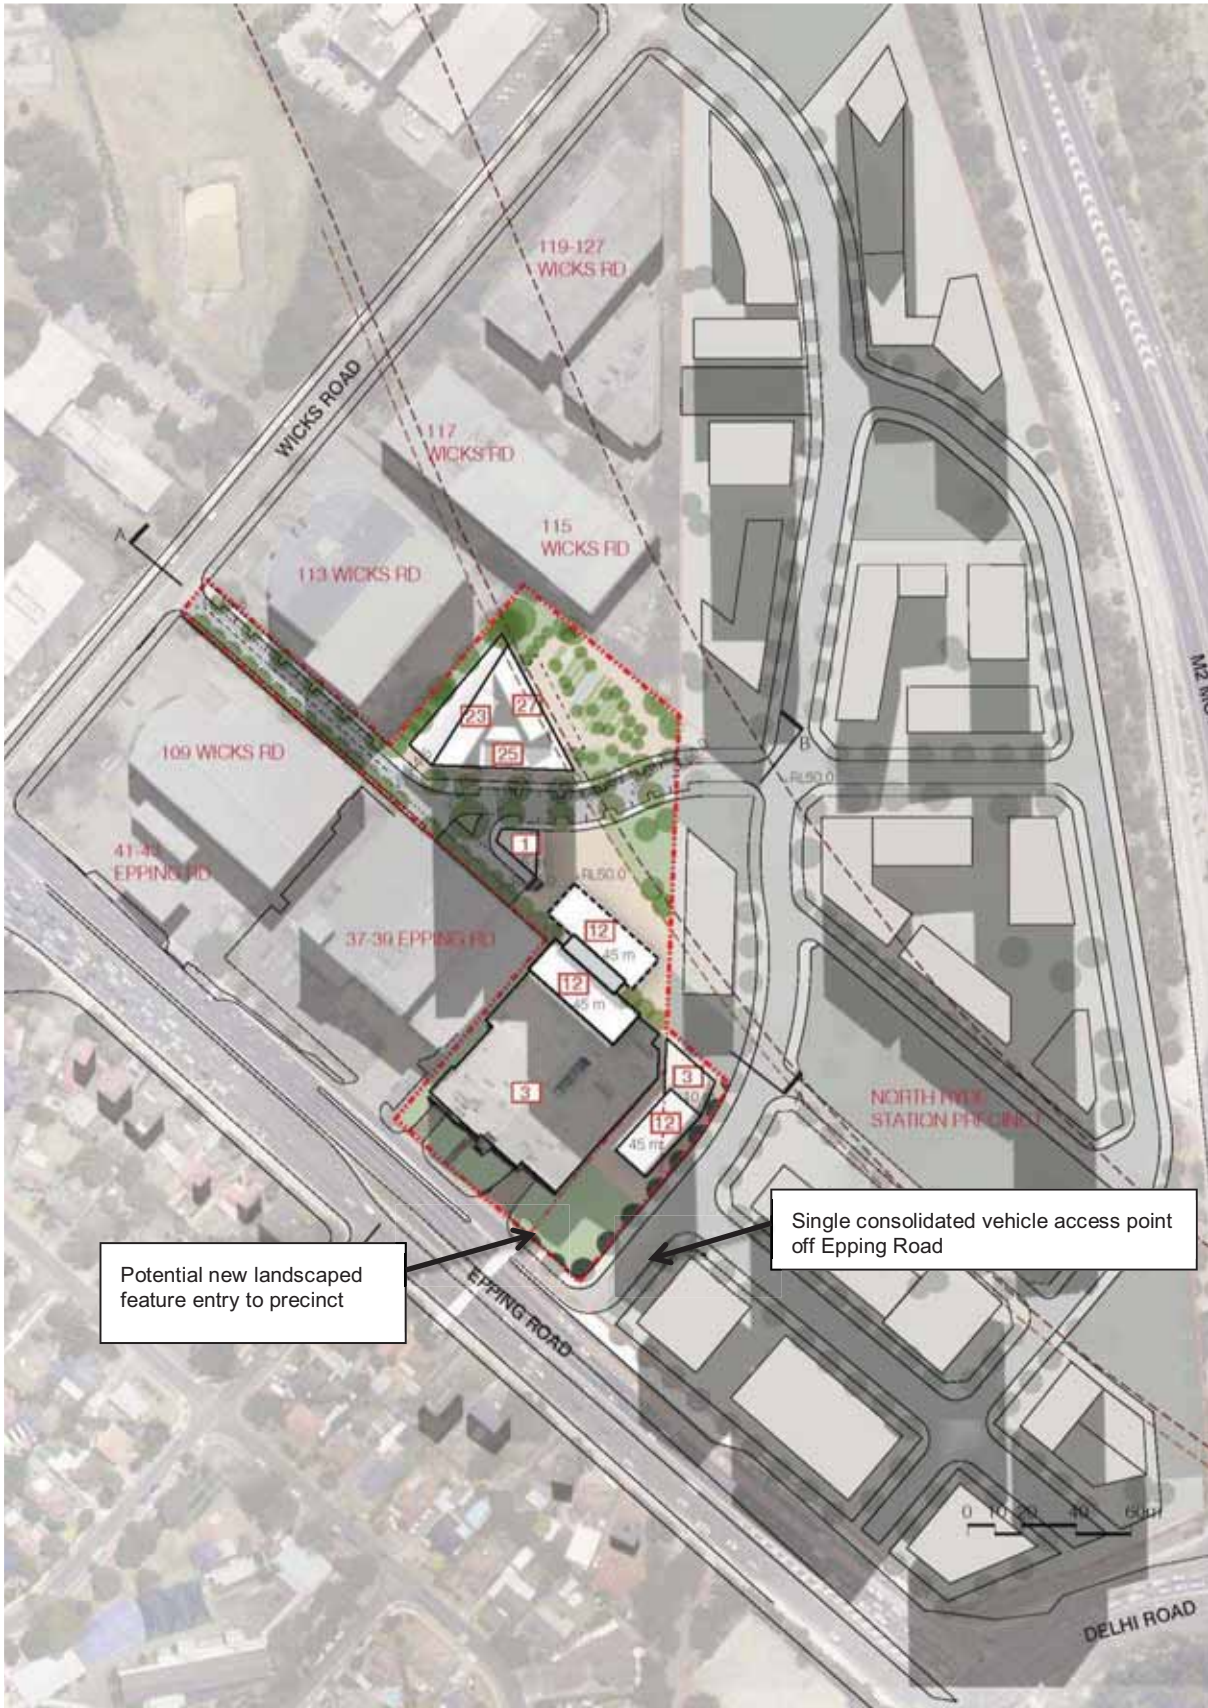 119-127
WICKS RD
WICKS ROAD
117
WICKS RD
115
WICKS RD
A
113 WICKS RD
M2 MO
27
23
25
B
109 WICKS RD
RL50.0
1
41-43
EPPING RD
RL50.0
12
45 m
37-39 EPPING RD
12
45 m
3
3
10
A
12
45 m
NORTH RYDE
STATION PRECINCT
Single consolidated vehicle access point
off Epping Road
Potential new landscaped
feature entry to precinct
EPPING ROAD
0 10 20 40 60m
DELHI ROAD